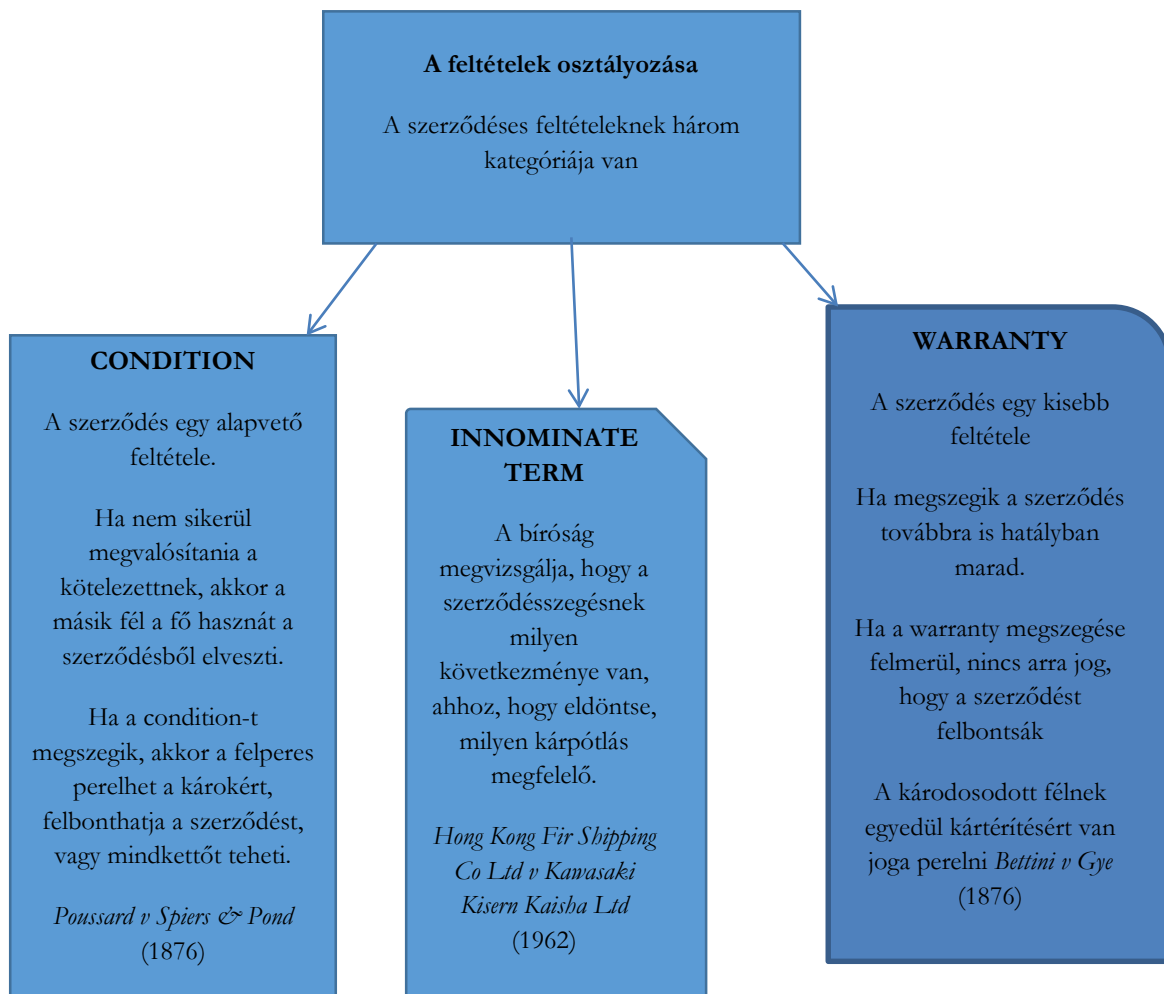 A feltételek osztályozása
A szerződéses feltételeknek három
kategóriája van
CONDITION
A szerződés egy alapvető
feltétele.
Ha nem sikerül
megvalósítania a
kötelezettnek, akkor a
másik fél a fő hasznát a
szerződésből elveszti.
Ha a condition-t
megszegik, akkor a felperes
perelhet a károkért,
felbonthatja a szerződést,
vagy mindkettőt teheti.
Poussard v Spiers & Pond
(1876)
INNOMINATE
TERM
A bíróság
megvizsgálja, hogy a
szerződésszegésnek
milyen
következménye van,
ahhoz, hogy eldöntse,
milyen kárpótlás
megfelelő.
Hong Kong Fir Shipping
Co Ltd v Kawasaki
Kisern Kaisha Ltd
(1962)
WARRANTY
A szerződés egy kisebb
feltétele
Ha megszegik a szerződés
továbbra is hatályban
marad.
Ha a warranty megszegése
felmerül, nincs arra jog,
hogy a szerződést
felbontsák
A károdosodott félnek
egyedül kártérítésért van
joga perelni Bettini v Gye
(1876)